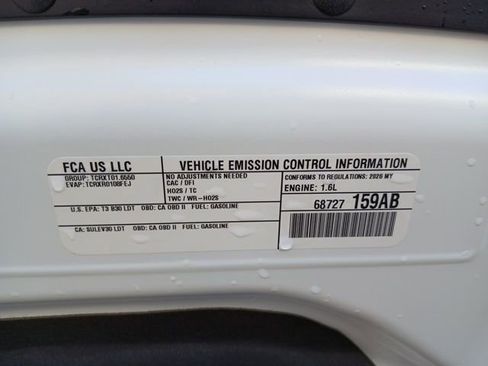 FCA US LLC
VEHICLE EMISSION CONTROL INFORMATION
GROUP: TCRXT01.65S0
EVAP: TCRXR0108FEJ
NO ADJUSTMENTS NEEDED
CAC / DFI
HO2S / TC
TWC / WR-HO2S
CONFORMS TO REGULATIONS: 2026 MY
ENGINE: 1.6L
68727 159AB
U.S. EPA: T3 B30 LDT OBD: CA OBD II FUEL: GASOLINE
CA: SULEV30 LDT OBD: CA OBD II FUEL: GASOLINE